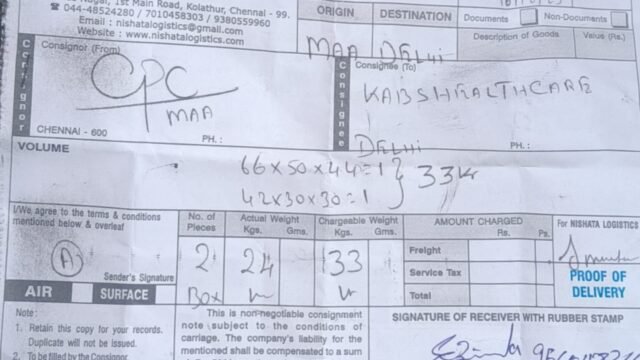 Nagar, 1st Main Road, Kolathur, Chennai - 99.
044-48524280 / 7010458303 / 9380559960
Email : nishatalogistics@gmail.com
Website : www.nishatalogistics.com
ORIGIN
DESTINATION
Documents
Non-Documents
MAA
DELHI
Description of Goods
Value (Rs.)
Consignor
Consignor (From)
CPC
MAA
CHENNAI - 600
PH. :
Consignee
Consignee (To)
KABSHEALTHCARE
DELHI
PH. :
VOLUME
66x50x44=1
42x30x30=1
} 33
I/We agree to the terms & conditions
mentioned below & overleaf
A
Sender's Signature
AIR
SURFACE
No. of Pieces
Actual Weight
Kgs. Gms.
Chargeable Weight
Kgs. Gms.
2
Box
24
33
AMOUNT CHARGED
Rs. Ps.
Freight
Service Tax
Total
For NISHATA LOGISTICS
PROOF OF
DELIVERY
Note :
1. Retain this copy for your records.
Duplicate will not be issued.
2. To be filled by the Consignor.
This is non-negotiable consignment
note subject to the conditions of
carriage. The company's liability for
the mentioned shall be compensated to a sum
SIGNATURE OF RECEIVER WITH RUBBER STAMP